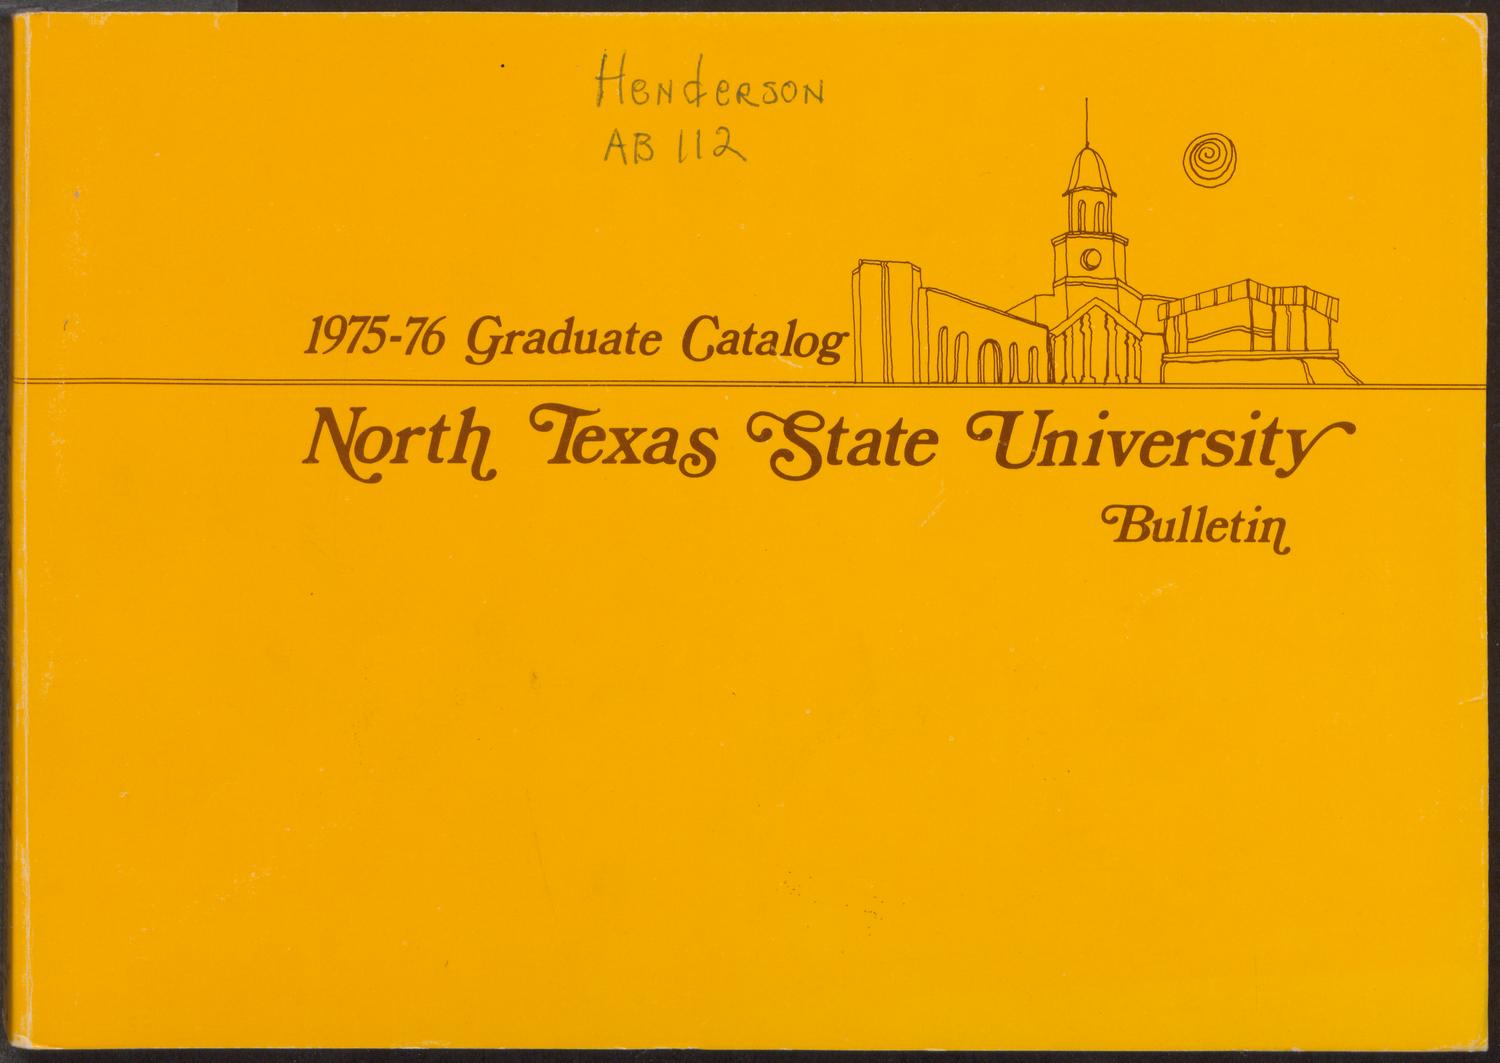 Henderson
AB 112
1975-76 Graduate Catalog
North Texas State University
Bulletin